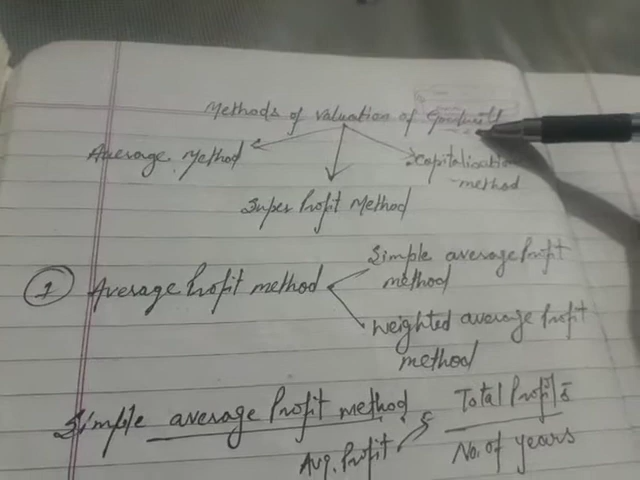 Methods of Valuation of Goodwill
Average Method
Capitalisation
method
Super Profit Method
1 Average Profit method
Simple average Profit
method
Weighted average Profit
method
Simple average Profit method
Avg. Profit
Total Profits
No. of years